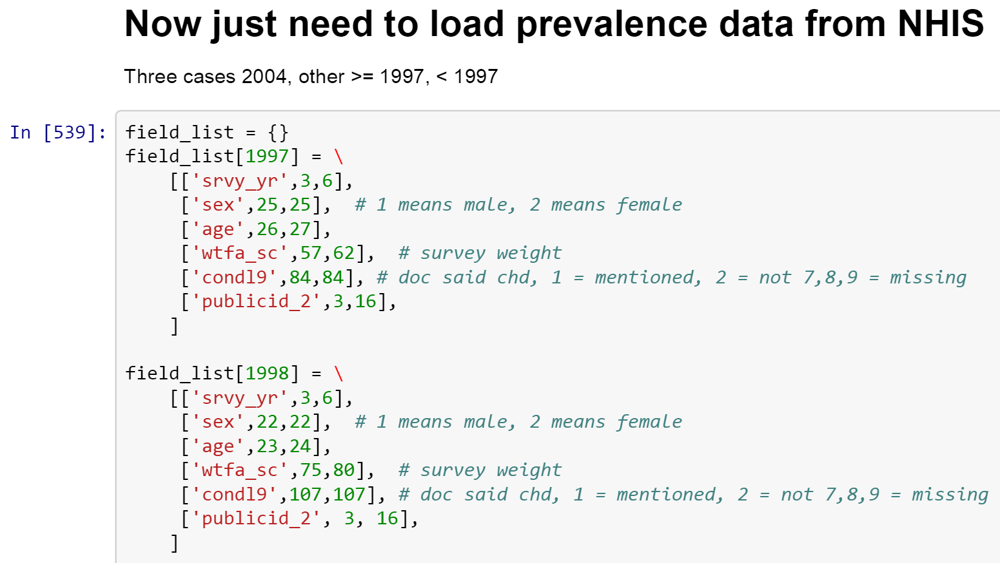 Now just need to load prevalence data from NHIS
Three cases 2004, other >= 1997, < 1997
In [539]: field_list = {}
field_list[1997] = \
    [['srvy_yr',3,6],
     ['sex',25,25],  # 1 means male, 2 means female
     ['age',26,27],
     ['wtfa_sc',57,62],  # survey weight
     ['condl9',84,84], # doc said chd, 1 = mentioned, 2 = not 7,8,9 = missing
     ['publicid_2',3,16],
    ]
field_list[1998] = \
    [['srvy_yr',3,6],
     ['sex',22,22],  # 1 means male, 2 means female
     ['age',23,24],
     ['wtfa_sc',75,80],  # survey weight
     ['condl9',107,107], # doc said chd, 1 = mentioned, 2 = not 7,8,9 = missing
     ['publicid_2', 3, 16],
    ]